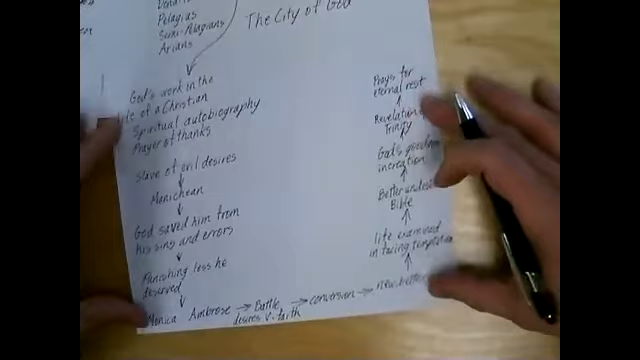 Pelagias
Semi-Pelagians
Arians
The City of God
God's work in the
life of a Christian
Spiritual autobiography
Prayer of thanks
Slave of evil desires
Manichean
God saved him from
his sins and errors
Punishing less he
deserved
Monica Ambrose → Battle → conversion →
desires v. faith
life examined
in facing temptation
Better
Bible
God's
in creation
Revelation
Trinity
Prays for
eternal rest